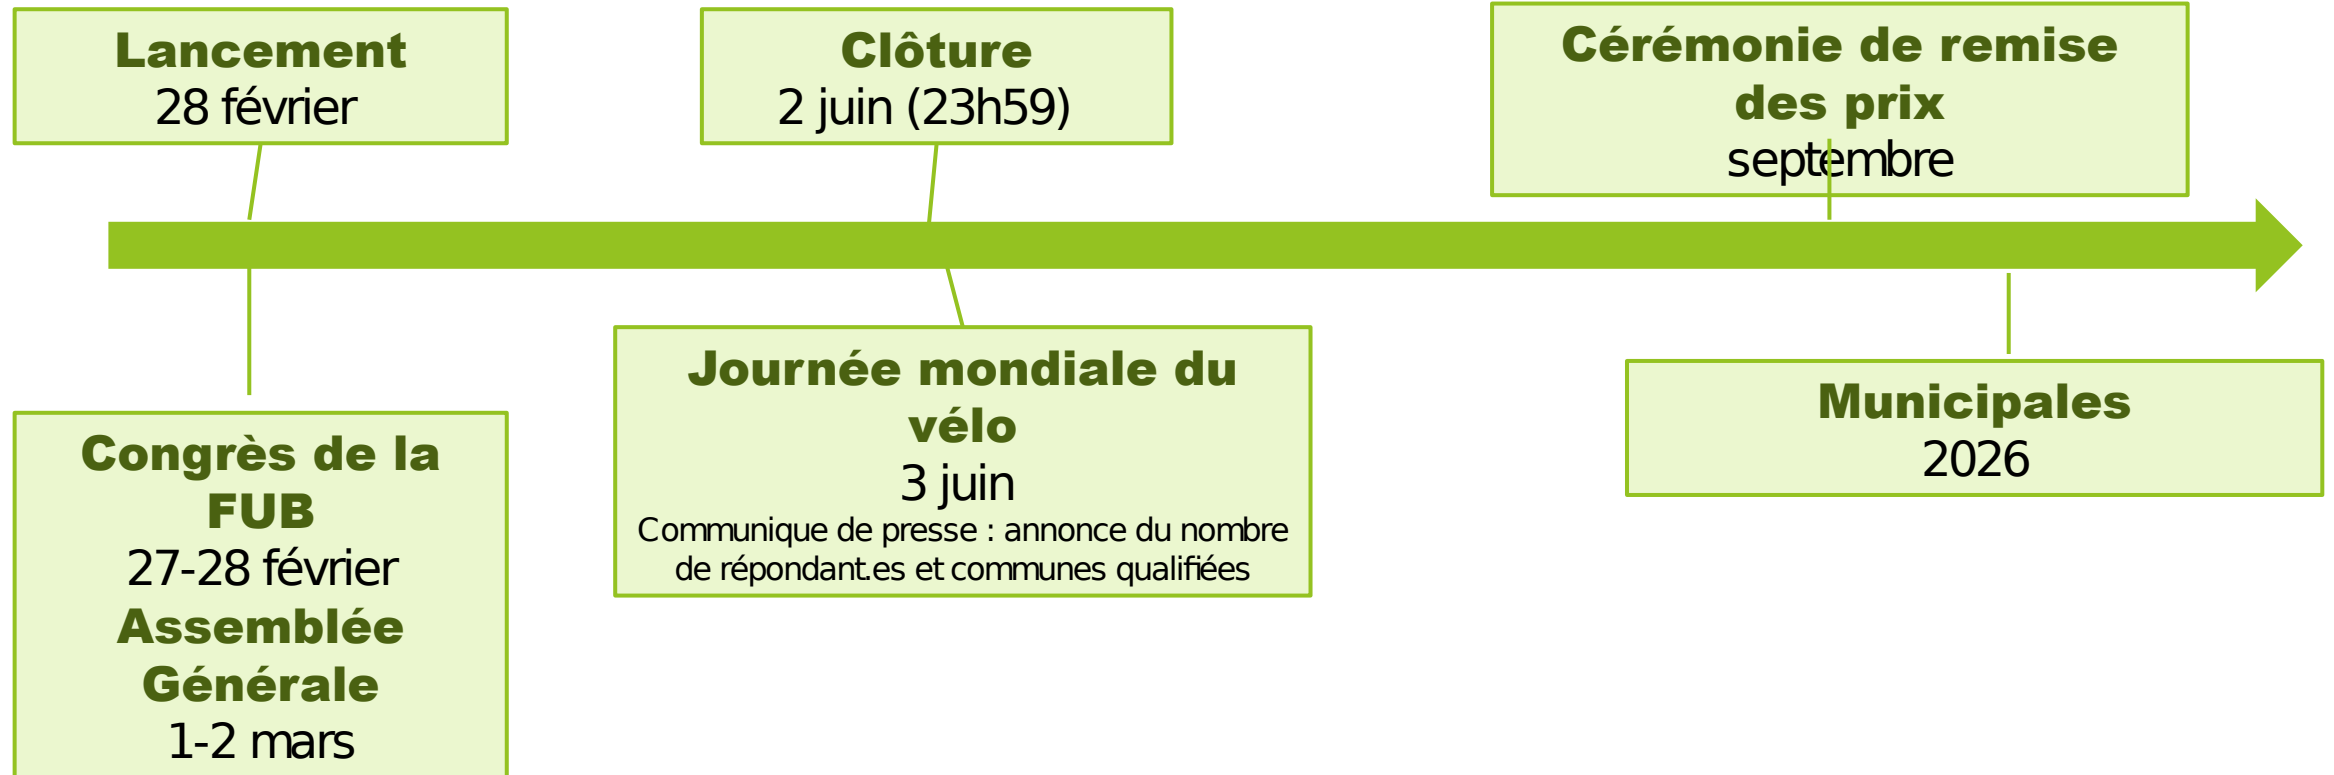 Lancement
28 février
Clôture
2 juin (23h59)
Cérémonie de remise
des prix
septembre
Congrès de la
FUB
27-28 février
Assemblée
Générale
1-2 mars
Journée mondiale du
vélo
3 juin
Communique de presse : annonce du nombre
de répondant.es et communes qualifiées
Municipales
2026